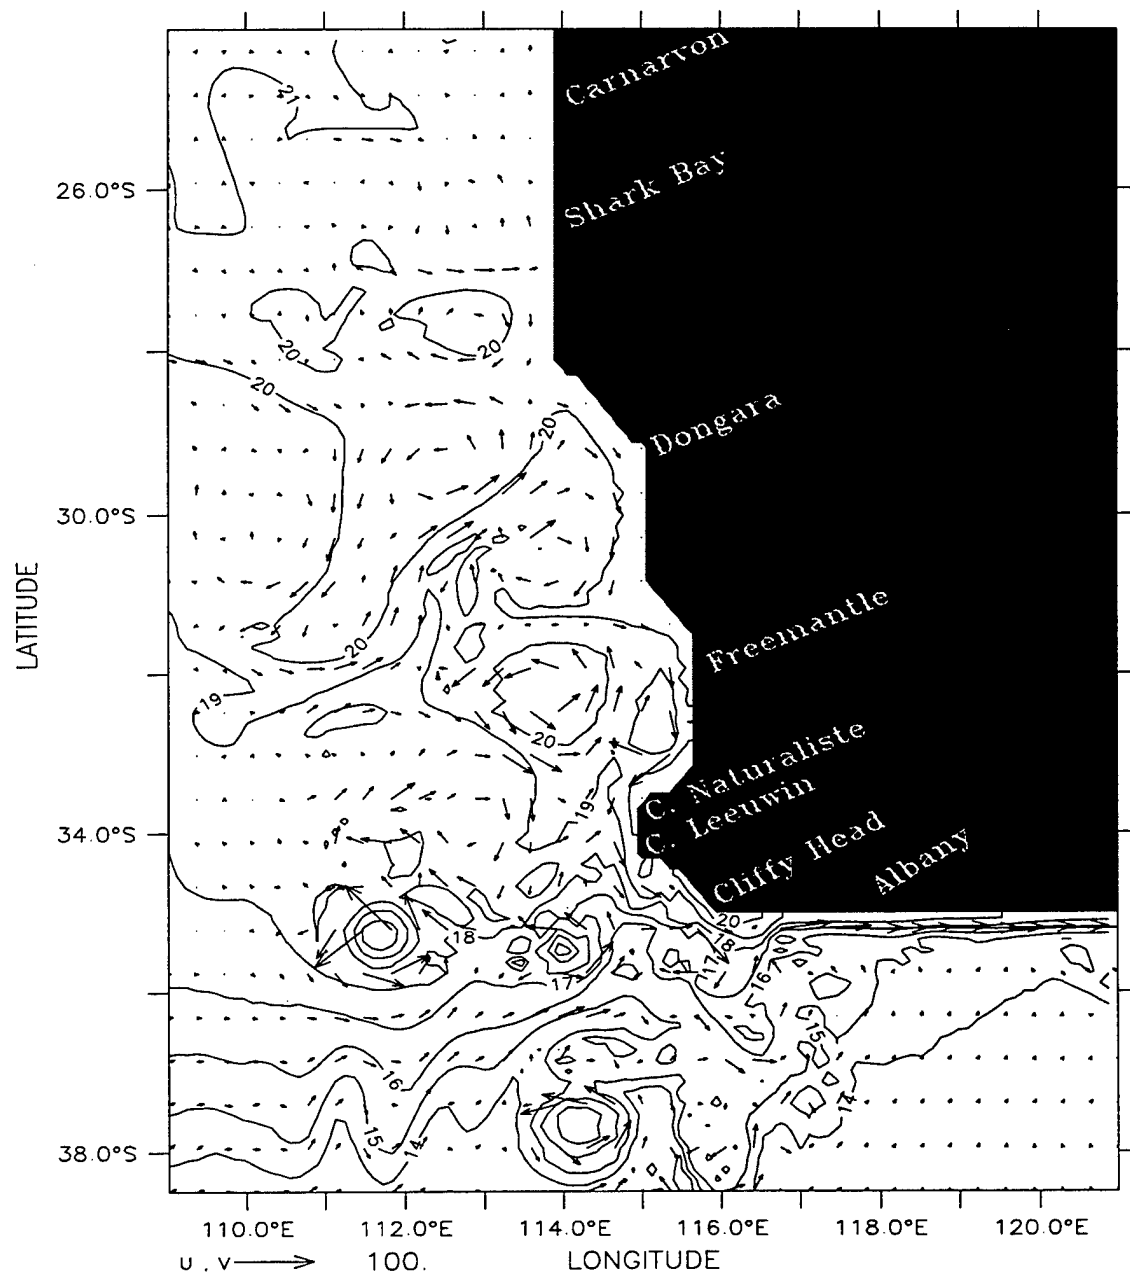 Carnarvon
21
26.0°S
Shark Bay
20
20
20
Dongara
20
30.0°S
LATITUDE
Freemantle
20
19
20
C. Naturaliste
19
C. Leeuwin
34.0°S
Cliffy Head
Albany
20
18
18
17
17
16
15
16
14
15
14
38.0°S
110.0°E 112.0°E 114.0°E 116.0°E 118.0°E 120.0°E
U , V 100. LONGITUDE